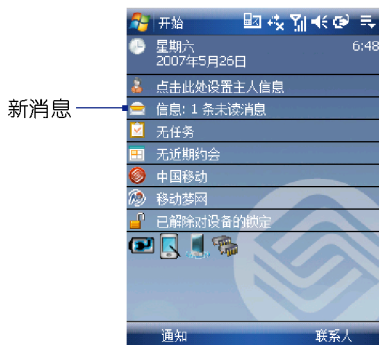 开始
星期六 6:48
2007年5月26日
点击此处设置主人信息
新消息
信息: 1 条未读消息
无任务
无近期约会
中国移动
移动梦网
已解除对设备的锁定
通知 联系人